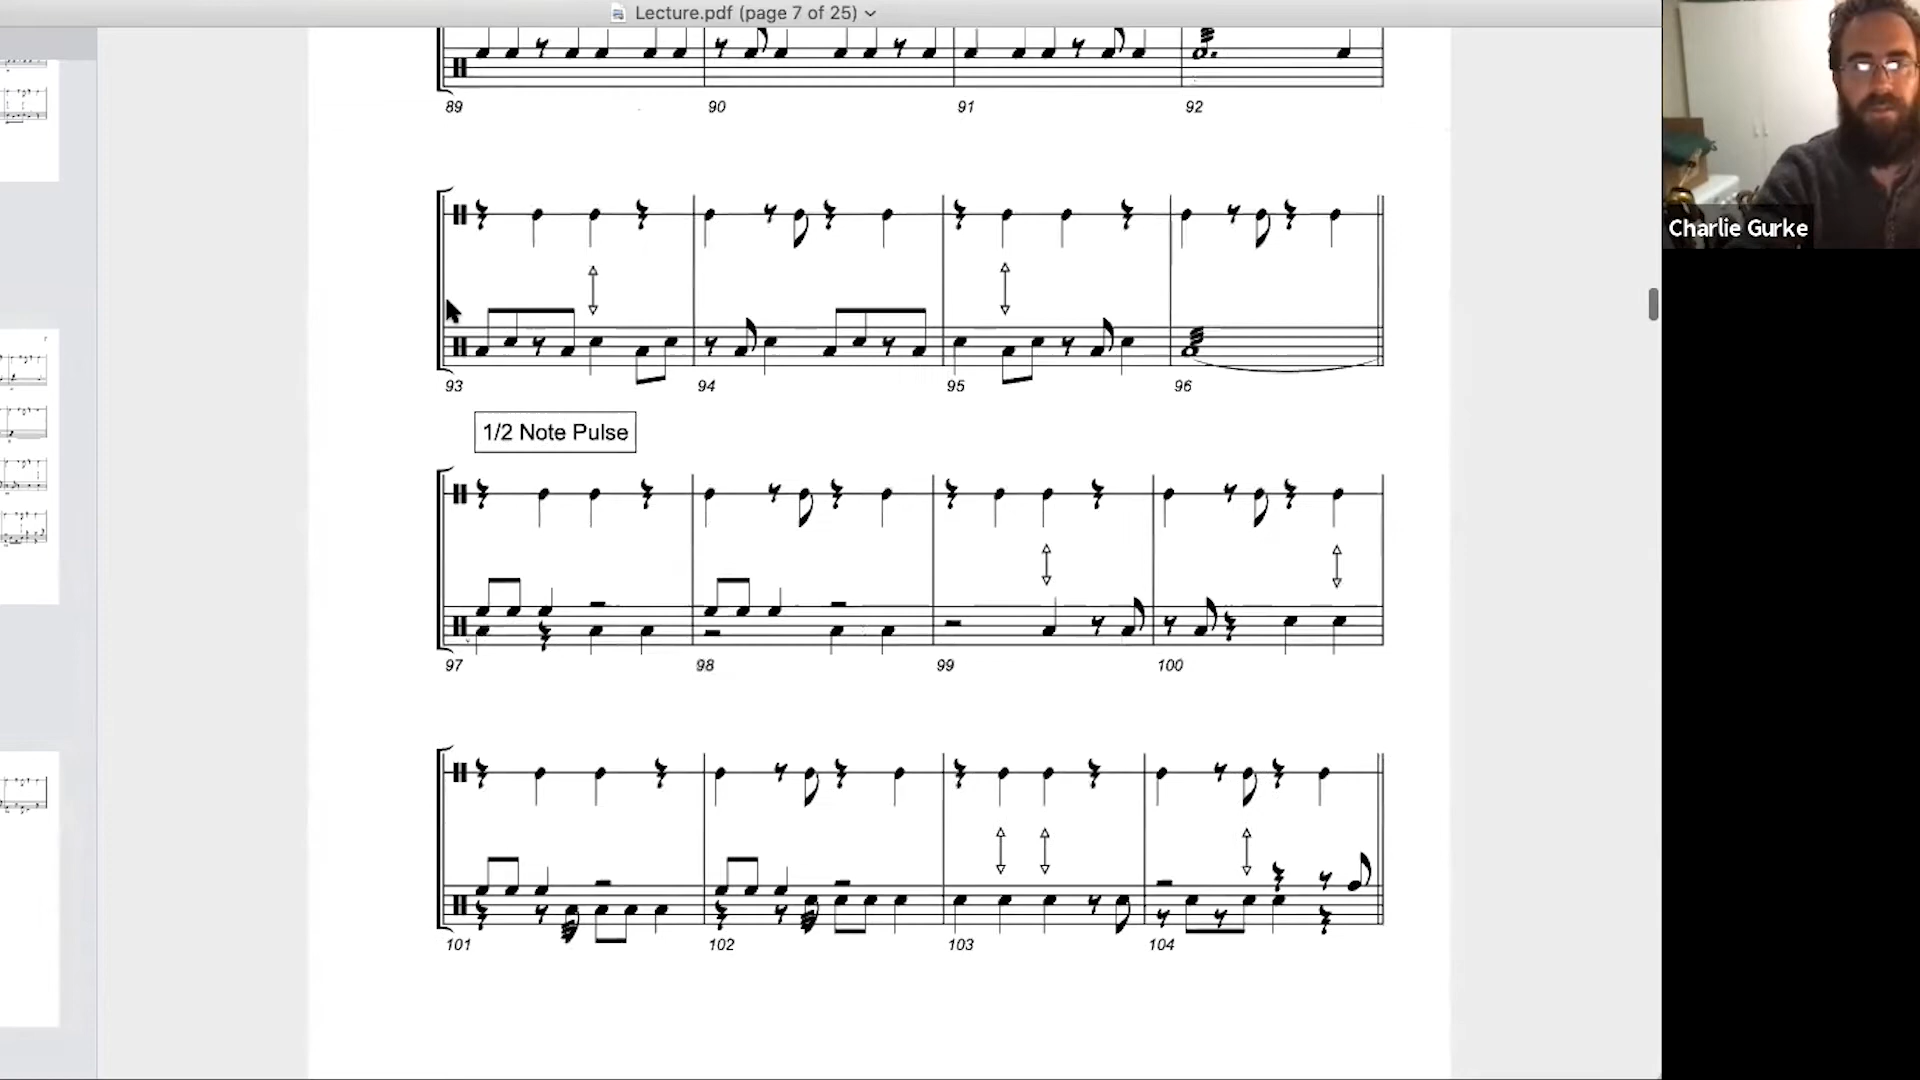 Lecture.pdf (page 7 of 25)
89 90 91 92
Charlie Gurke
93 94 95 96
1/2 Note Pulse
97 98 99 100
101 102 103 104